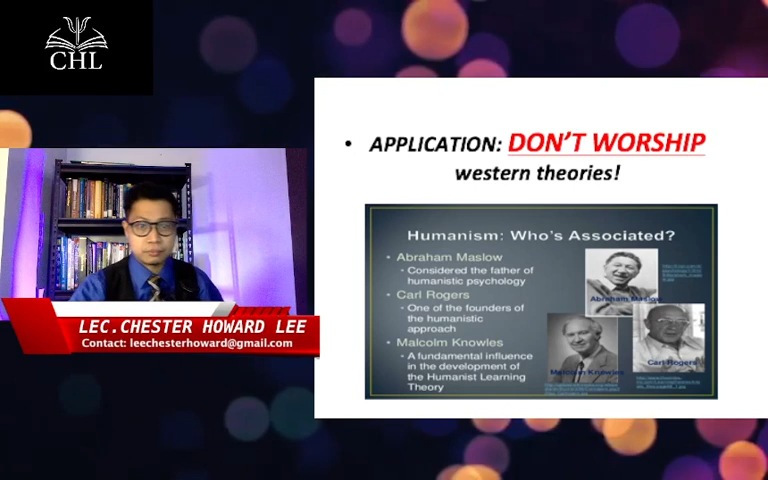 CHL
• APPLICATION: DON'T WORSHIP
western theories!
Humanism: Who's Associated?
• Abraham Maslow
• Considered the father of
humanistic psychology
• Carl Rogers
• One of the founders of
the humanistic
approach
• Malcolm Knowles
• A fundamental influence
in the development of
the Humanist Learning
Theory
Abraham Maslow
Malcolm Knowles
Carl Rogers
LEC.CHESTER HOWARD LEE
Contact: leechesterhoward@gmail.com